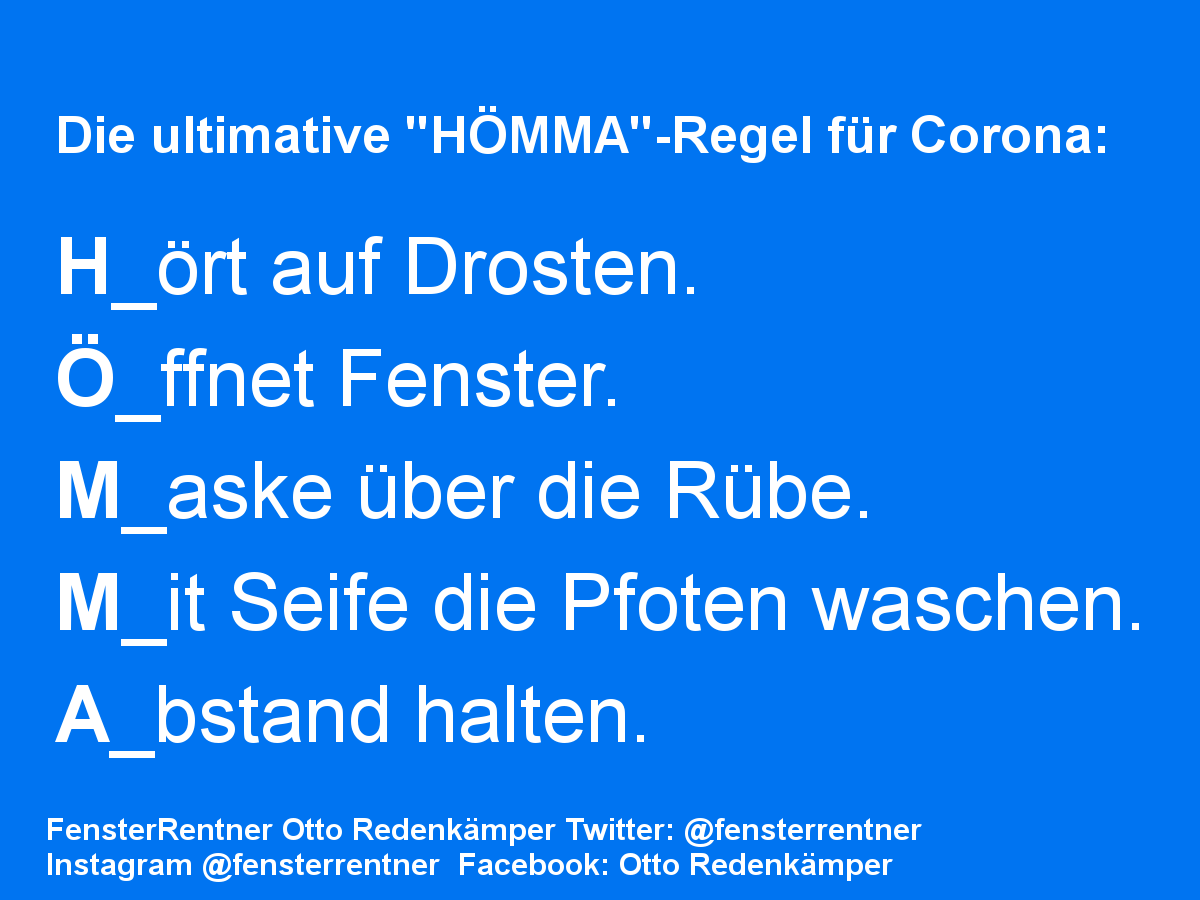 Die ultimative "HÖMMA"-Regel für Corona:
H_ört auf Drosten.
Ö_ffnet Fenster.
M_aske über die Rübe.
M_it Seife die Pfoten waschen.
A_bstand halten.
FensterRentner Otto Redenkämper Twitter: @fensterrentner
Instagram @fensterrentner  Facebook: Otto Redenkämper